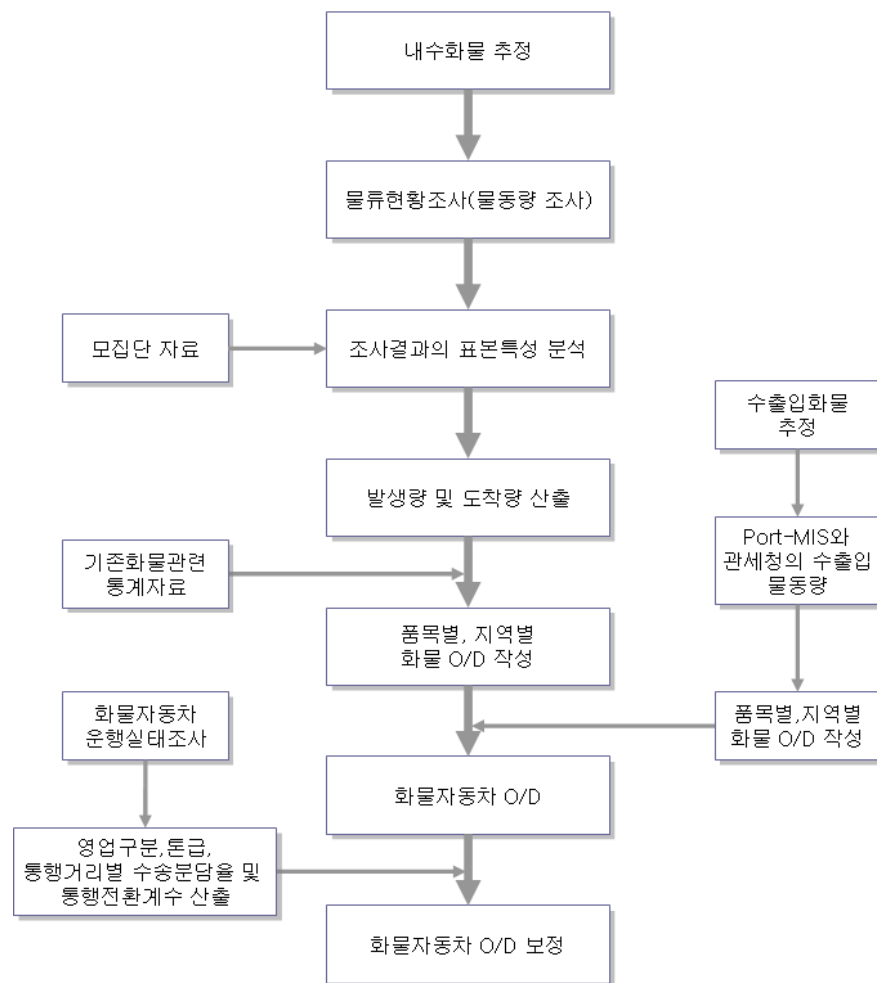 내수화물 추정
물류현황조사(물동량 조사)
모집단 자료
조사결과의 표본특성 분석
수출입화물
추정
발생량 및 도착량 산출
기존화물관련
통계자료
Port-MIS와
관세청의 수출입
물동량
품목별, 지역별
화물 O/D 작성
화물자동차
운행실태조사
품목별,지역별
화물 O/D 작성
화물자동차 O/D
영업구분,톤급,
통행거리별 수송분담율 및
통행전환계수 산출
화물자동차 O/D 보정